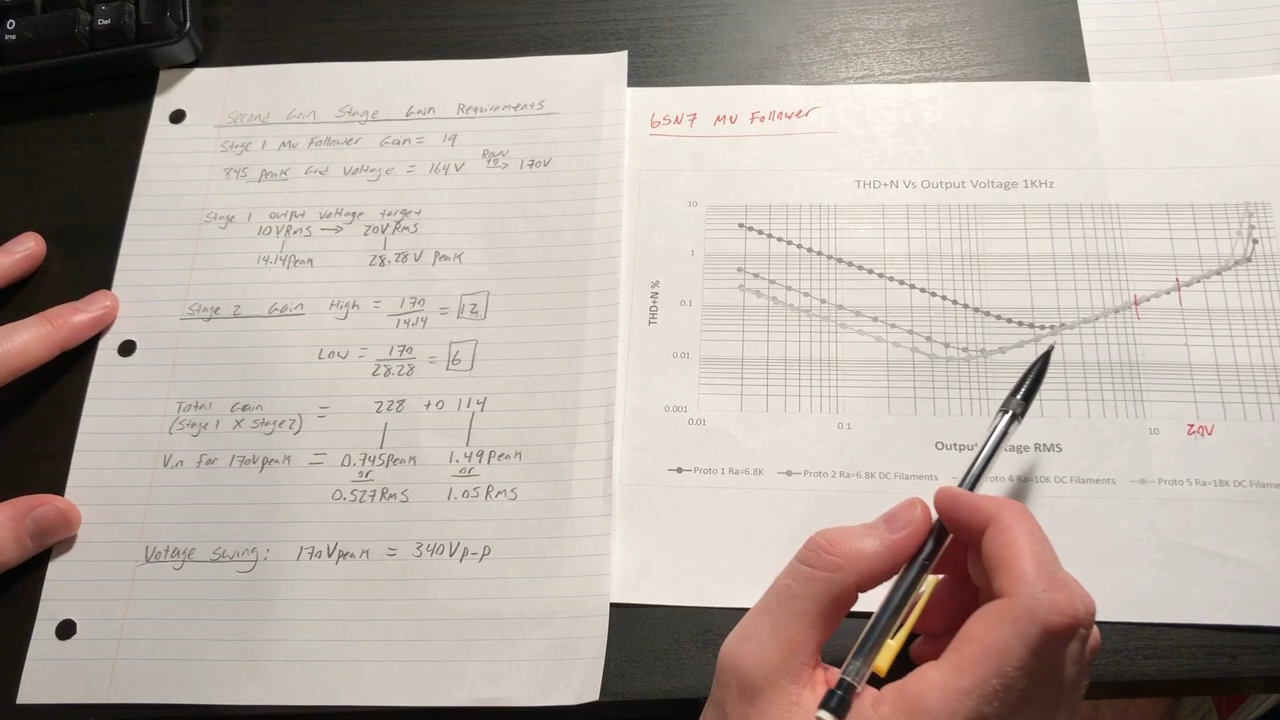 0
Ins
Del
Second Gain Stage Gain Requirements
Stage 1 Mu Follower Gain = 19
845 Peak Grid Voltage = 164V Round to -> 170V
Stage 1 output voltage target
10VRMS → 20VRMS
14.14Peak 28.28V Peak
Stage 2 Gain High = 170/14.14 = 12
Low = 170/28.28 = 6
Total Gain (Stage 1 x Stage 2) = 228 to 114
Vin for 170Vpeak = 0.745Peak 1.49Peak
or or
0.527RMS 1.05RMS
Voltage Swing: 170Vpeak = 340Vp-p
6SN7 Mu Follower
THD+N Vs Output Voltage 1KHz
10
1
0.1
0.01
0.001
THD+N %
0.01 0.1 10 20V
Output Voltage RMS
Proto 1 Ra=6.8K Proto 2 Ra=6.8K DC Filaments Proto 4 Ra=10K DC Filaments Proto 5 Ra=18K DC Filame